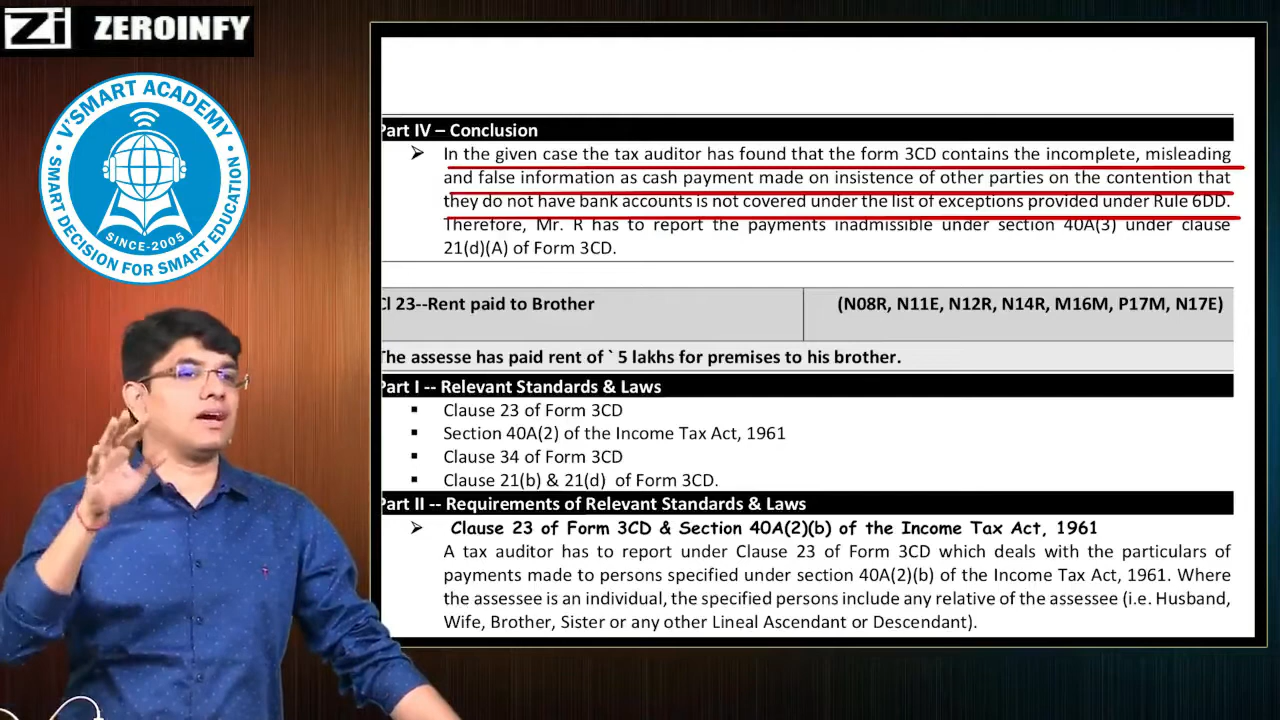 Zi ZEROINFY
V'SMART ACADEMY
SMART DECISION FOR SMART EDUCATION
SINCE-2005
Part IV – Conclusion
➢ In the given case the tax auditor has found that the form 3CD contains the incomplete, misleading
and false information as cash payment made on insistence of other parties on the contention that
they do not have bank accounts is not covered under the list of exceptions provided under Rule 6DD.
Therefore, Mr. R has to report the payments inadmissible under section 40A(3) under clause
21(d)(A) of Form 3CD.
Cl 23--Rent paid to Brother (N08R, N11E, N12R, N14R, M16M, P17M, N17E)
The assesse has paid rent of ` 5 lakhs for premises to his brother.
Part I -- Relevant Standards & Laws
▪ Clause 23 of Form 3CD
▪ Section 40A(2) of the Income Tax Act, 1961
▪ Clause 34 of Form 3CD
▪ Clause 21(b) & 21(d) of Form 3CD.
Part II -- Requirements of Relevant Standards & Laws
➢ Clause 23 of Form 3CD & Section 40A(2)(b) of the Income Tax Act, 1961
A tax auditor has to report under Clause 23 of Form 3CD which deals with the particulars of
payments made to persons specified under section 40A(2)(b) of the Income Tax Act, 1961. Where
the assessee is an individual, the specified persons include any relative of the assessee (i.e. Husband,
Wife, Brother, Sister or any other Lineal Ascendant or Descendant).